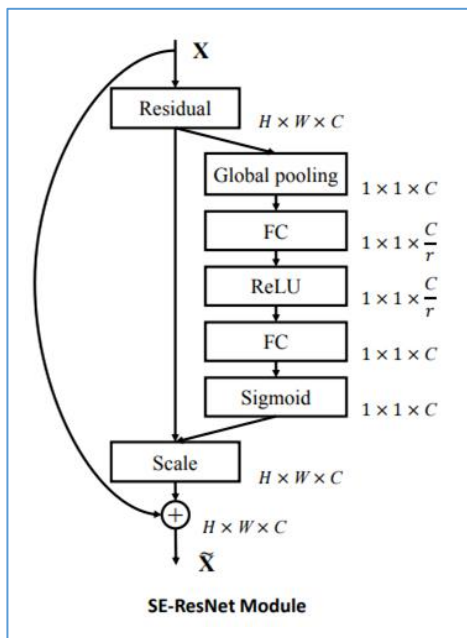 X
Residual
H × W × C
Global pooling
1 × 1 × C
FC
1 × 1 × C/r
ReLU
1 × 1 × C/r
FC
1 × 1 × C
Sigmoid
1 × 1 × C
Scale
H × W × C
+
H × W × C
X̃
SE-ResNet Module